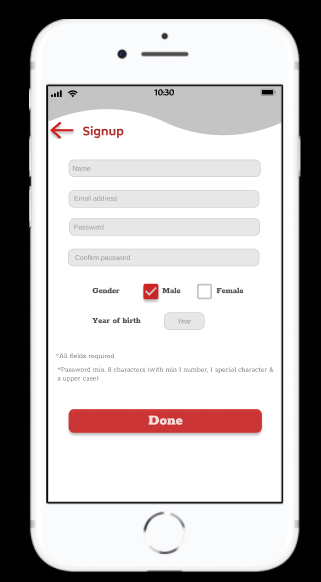 10:30
Signup
Name
Email address
Password
Confirm password
Gender Male Female
Year of birth Year
*All fields required
*Password min. 8 characters (with min 1 number, 1 special character &
a upper case)
Done